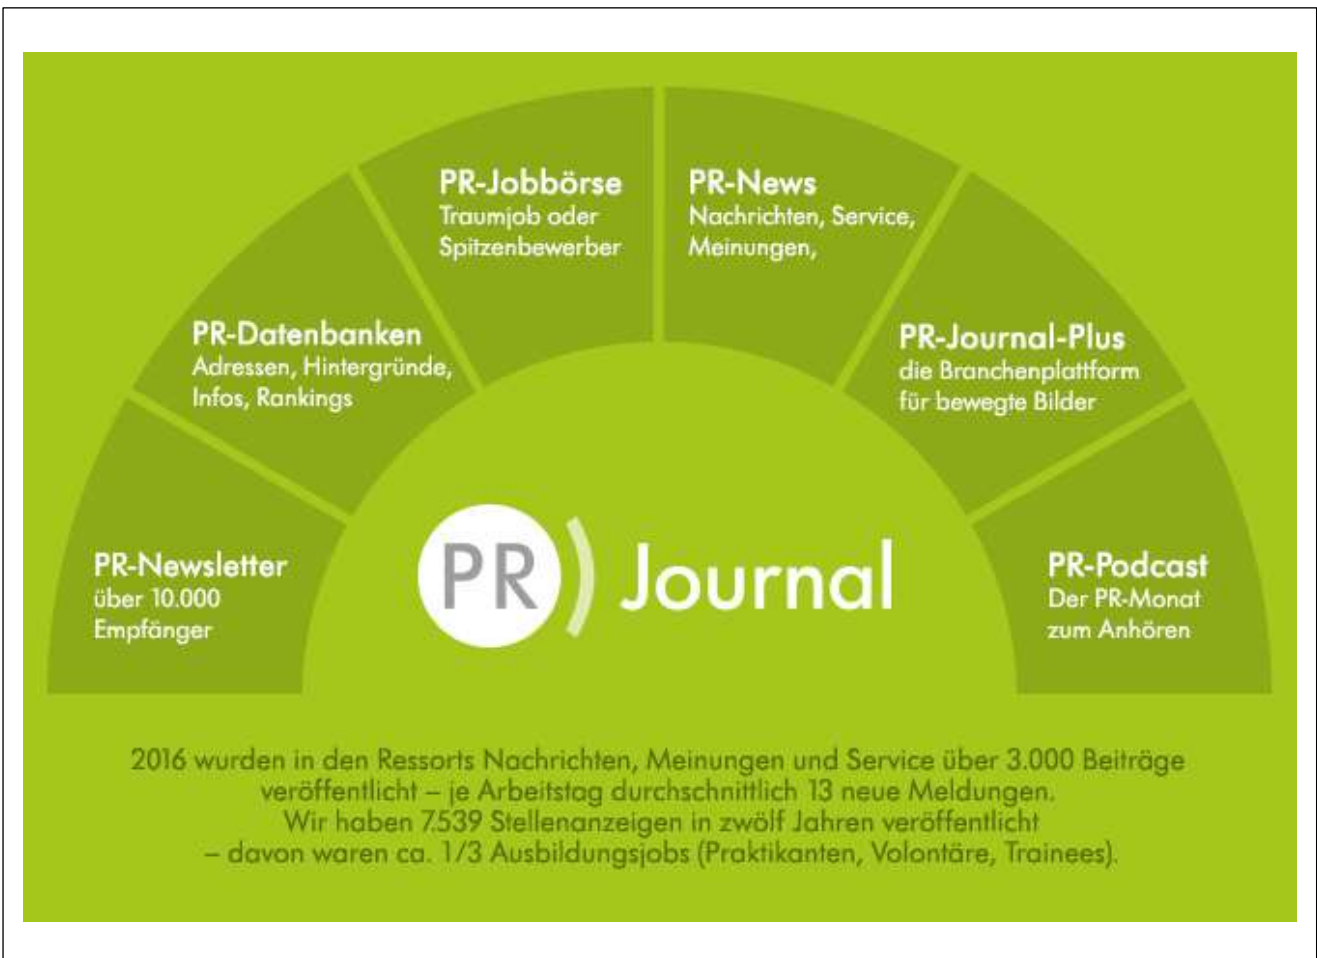 PR-Jobbörse
Traumjob oder
Spitzenbewerber
PR-News
Nachrichten, Service,
Meinungen,
PR-Datenbanken
Adressen, Hintergründe,
Infos, Rankings
PR-Journal-Plus
die Branchenplattform
für bewegte Bilder
PR-Newsletter
über 10.000
Empfänger
PR) Journal
PR-Podcast
Der PR-Monat
zum Anhören
2016 wurden in den Ressorts Nachrichten, Meinungen und Service über 3.000 Beiträge
veröffentlicht – je Arbeitstag durchschnittlich 13 neue Meldungen.
Wir haben 7.539 Stellenanzeigen in zwölf Jahren veröffentlicht
– davon waren ca. 1/3 Ausbildungsjobs (Praktikanten, Volontäre, Trainees).